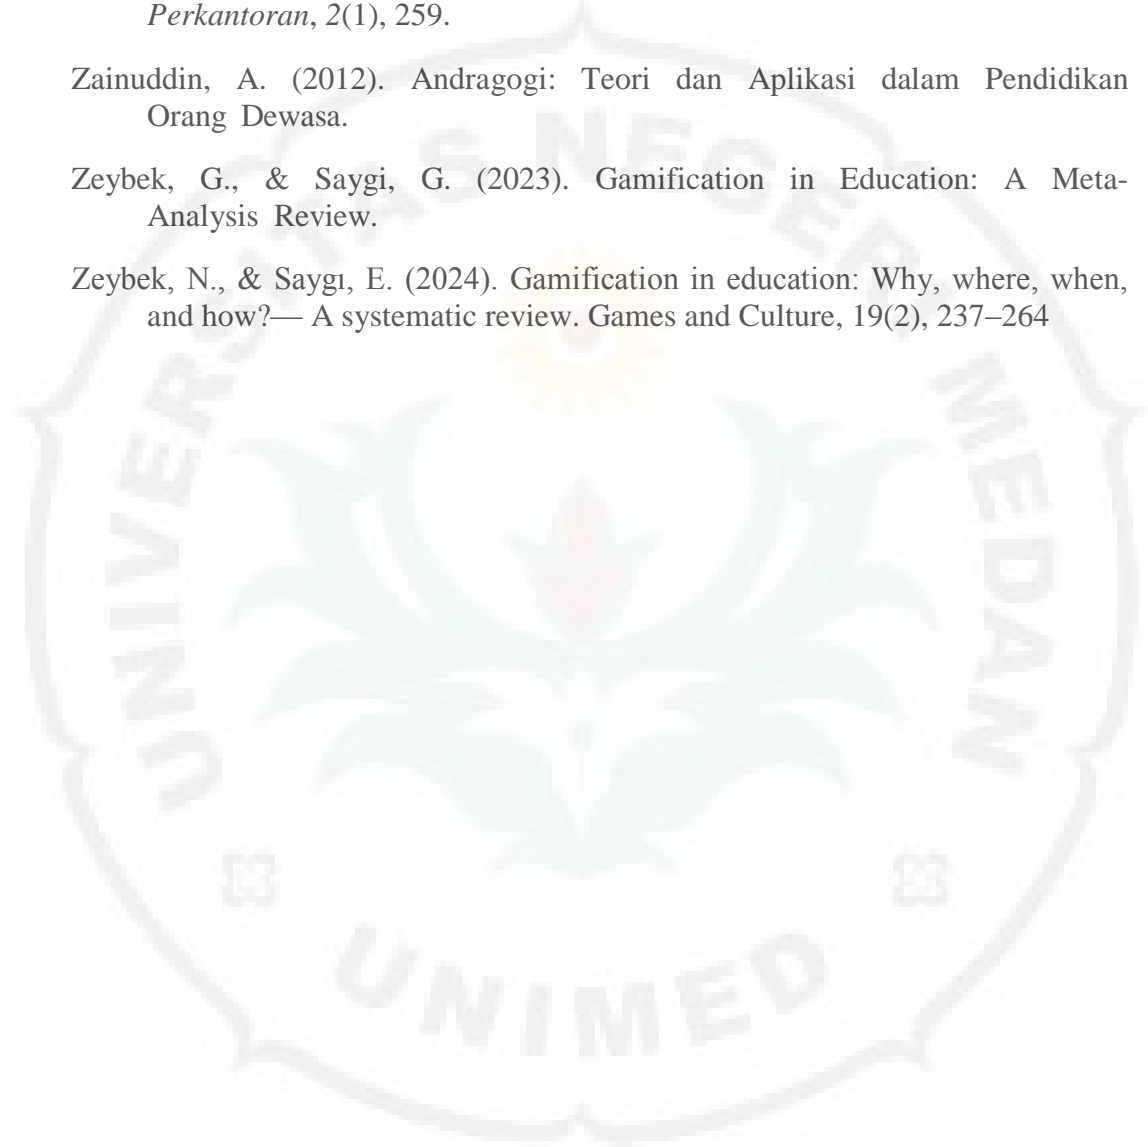 Perkantoran, 2(1), 259.
Zainuddin, A. (2012). Andragogi: Teori dan Aplikasi dalam Pendidikan
Orang Dewasa.
Zeybek, G., & Saygi, G. (2023). Gamification in Education: A Meta-
Analysis Review.
Zeybek, N., & Saygı, E. (2024). Gamification in education: Why, where, when,
and how?— A systematic review. Games and Culture, 19(2), 237–264
UNIVERSITAS NEGERI MEDAN
UNIMED